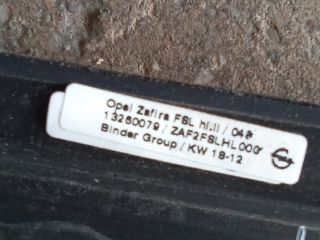 Opel Zafira FSL hl.li / 04
13260079 / ZAF2FSLHL000
Binder Group / KW 18-12